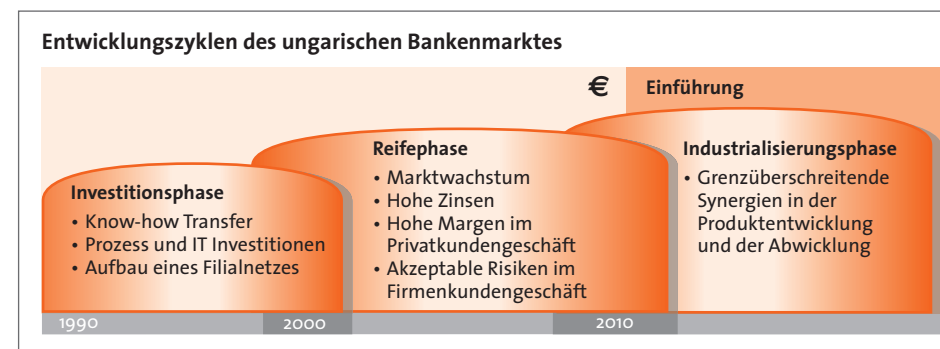 Entwicklungszyklen des ungarischen Bankenmarktes
€ Einführung
Investitionsphase
• Know-how Transfer
• Prozess und IT Investitionen
• Aufbau eines Filialnetzes
Reifephase
• Marktwachstum
• Hohe Zinsen
• Hohe Margen im
Privatkundengeschäft
• Akzeptable Risiken im
Firmenkundengeschäft
Industrialisierungsphase
• Grenzüberschreitende
Synergien in der
Produktentwicklung
und der Abwicklung
1990 2000 2010